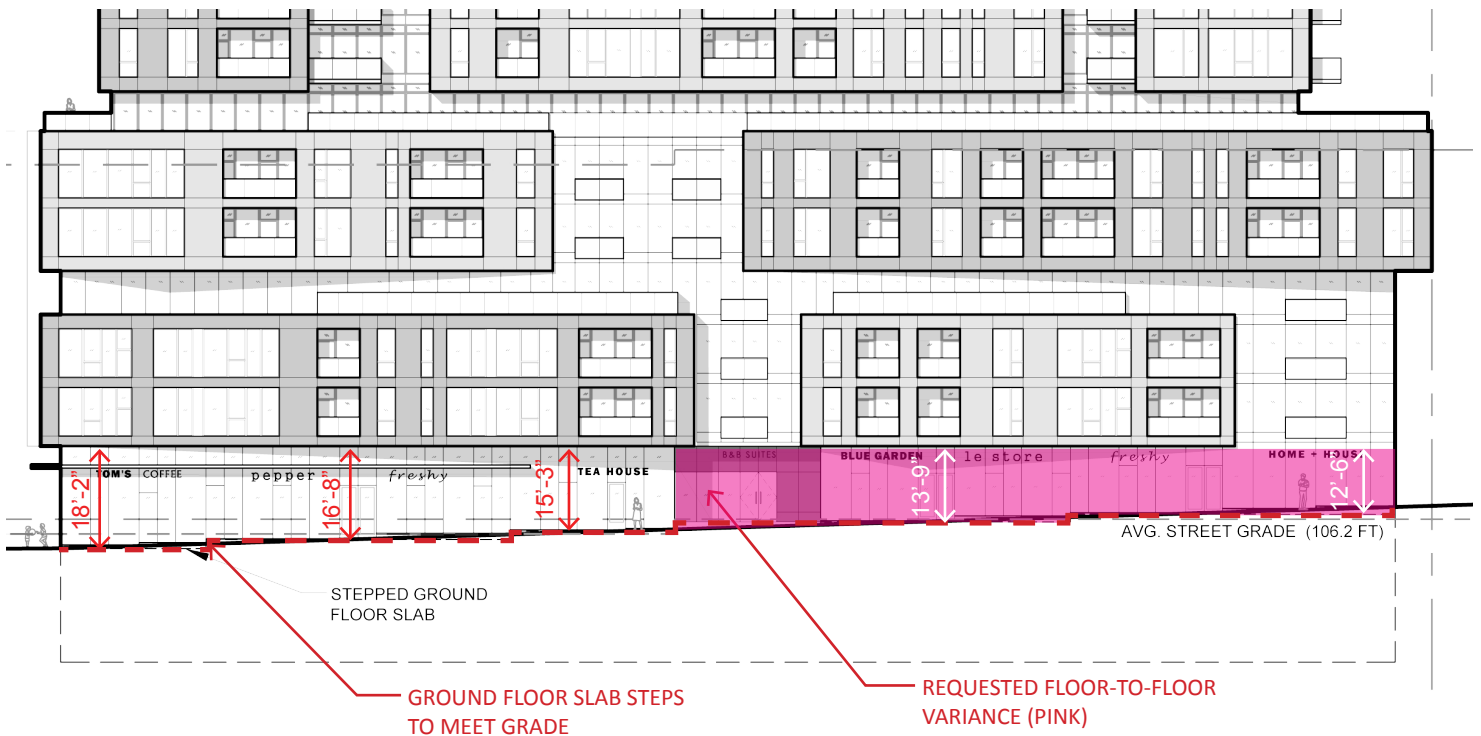 B&B SUITES
BLUE GARDEN
le store
freshy
HOME + HOUSE
TOM'S COFFEE
pepper
freshy
TEA HOUSE
18'-2"
16'-8"
15'-3"
13'-9"
12'-6"
AVG. STREET GRADE (106.2 FT)
STEPPED GROUND
FLOOR SLAB
GROUND FLOOR SLAB STEPS
TO MEET GRADE
REQUESTED FLOOR-TO-FLOOR
VARIANCE (PINK)